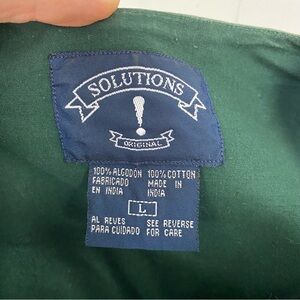 SOLUTIONS
!
ORIGINAL
100% ALGODON 100% COTTON
FABRICADO MADE IN
EN INDIA INDIA
L
AL REVES SEE REVERSE
PARA CUIDADO FOR CARE